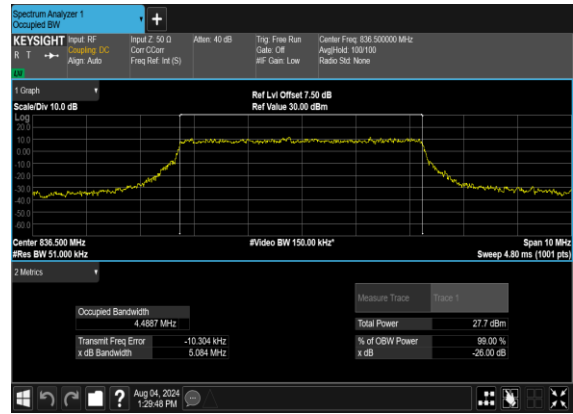 Spectrum Analyzer 1
Occupied BW
+
KEYSIGHT Input: RF Input Z: 50 Ω Atten: 40 dB Trig: Free Run Center Freq: 836.500000 MHz
R T Coupling: DC Corr CCorr Gate: Off Avg|Hold: 100/100
Align: Auto Freq Ref: Int (S) #IF Gain: Low Radio Std: None
1 Graph
Scale/Div 10.0 dB
Ref Lvl Offset 7.50 dB
Ref Value 30.00 dBm
Log
20.0
10.0
0.00
-10.0
-20.0
-30.0
-40.0
-50.0
-60.0
Center 836.500 MHz #Video BW 150.00 kHz* Span 10 MHz
#Res BW 51.000 kHz Sweep 4.80 ms (1001 pts)
2 Metrics
Measure Trace Trace 1
Occupied Bandwidth
4.4887 MHz
Total Power 27.7 dBm
Transmit Freq Error -10.304 kHz % of OBW Power 99.00 %
x dB Bandwidth 5.084 MHz x dB -26.00 dB
? Aug 04, 2024
1:29:48 PM